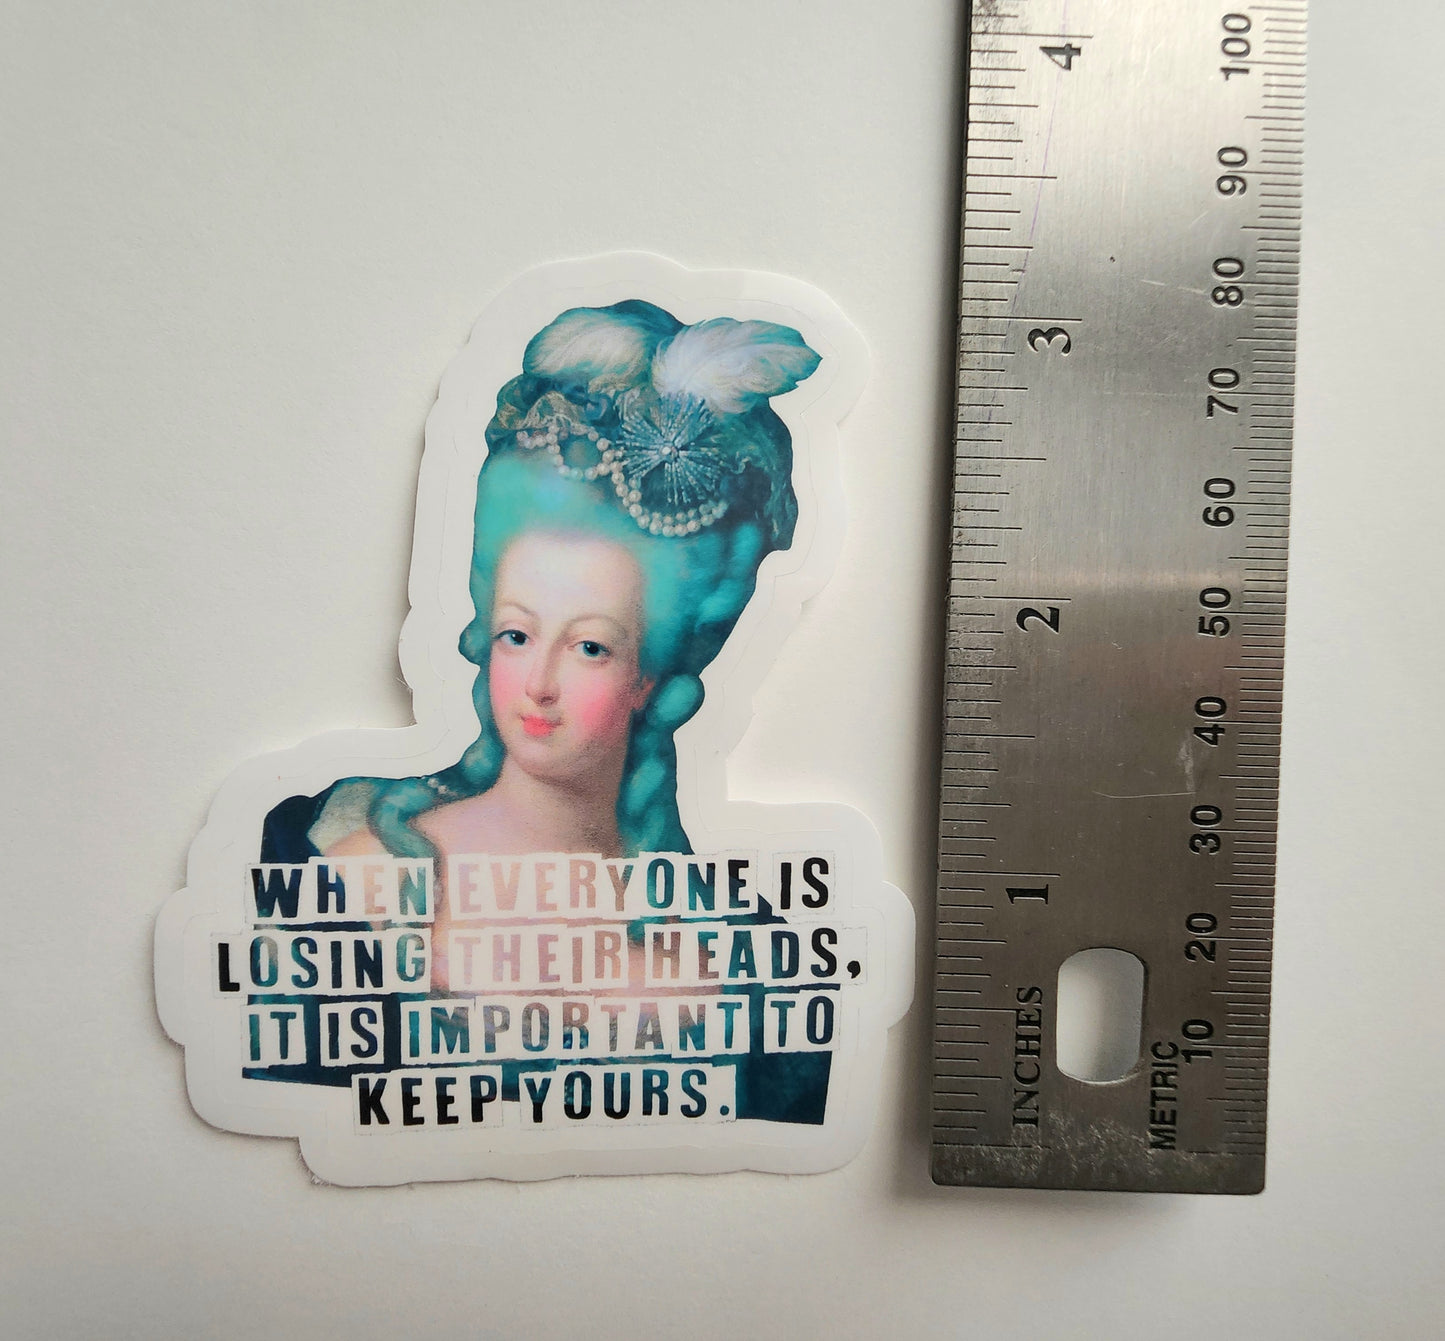 WHEN EVERYONE IS
LOSING THEIR HEADS,
IT IS IMPORTANT TO
KEEP YOURS.
4
3
2
1
INCHES
100
90
80
70
60
50
40
30
20
10
METRIC